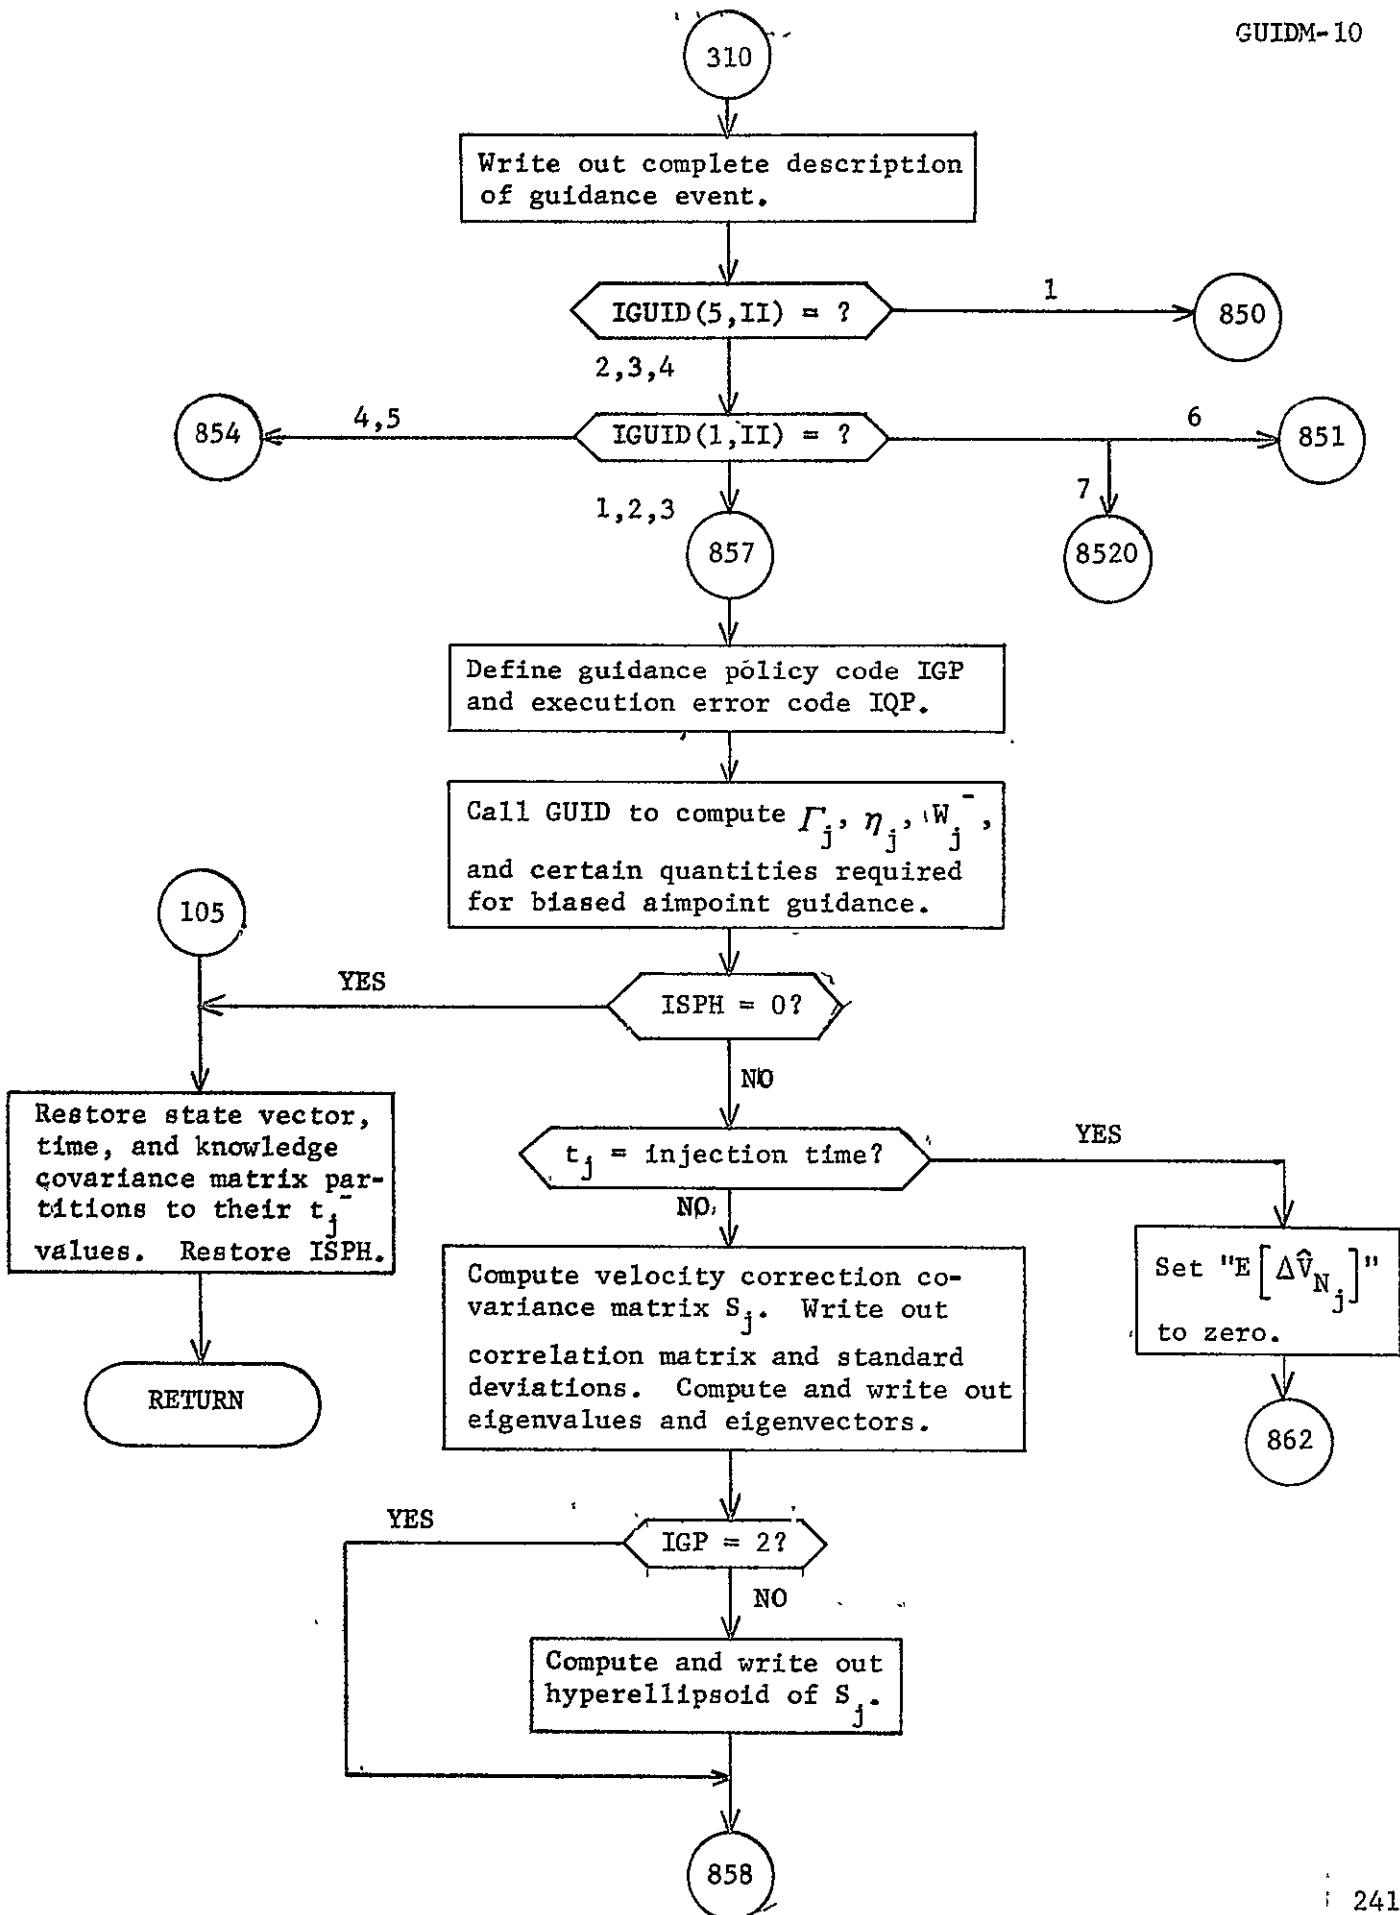 GUIDM-10
310
Write out complete description
of guidance event.
IGUID(5,II) = ?
1
850
2,3,4
854
4,5
IGUID(1,II) = ?
6
851
1,2,3
7
857
8520
Define guidance policy code IGP
and execution error code IQP.
Call GUID to compute Γj, ηj, Wj⁻,
and certain quantities required
for biased aimpoint guidance.
105
YES
ISPH = 0?
NO
Restore state vector,
time, and knowledge
covariance matrix par-
titions to their tj⁻
values. Restore ISPH.
RETURN
tj = injection time?
YES
NO
Set "E[ΔV̂Nj]"
to zero.
862
Compute velocity correction co-
variance matrix Sj. Write out
correlation matrix and standard
deviations. Compute and write out
eigenvalues and eigenvectors.
YES
IGP = 2?
NO
Compute and write out
hyperellipsoid of Sj.
858
241